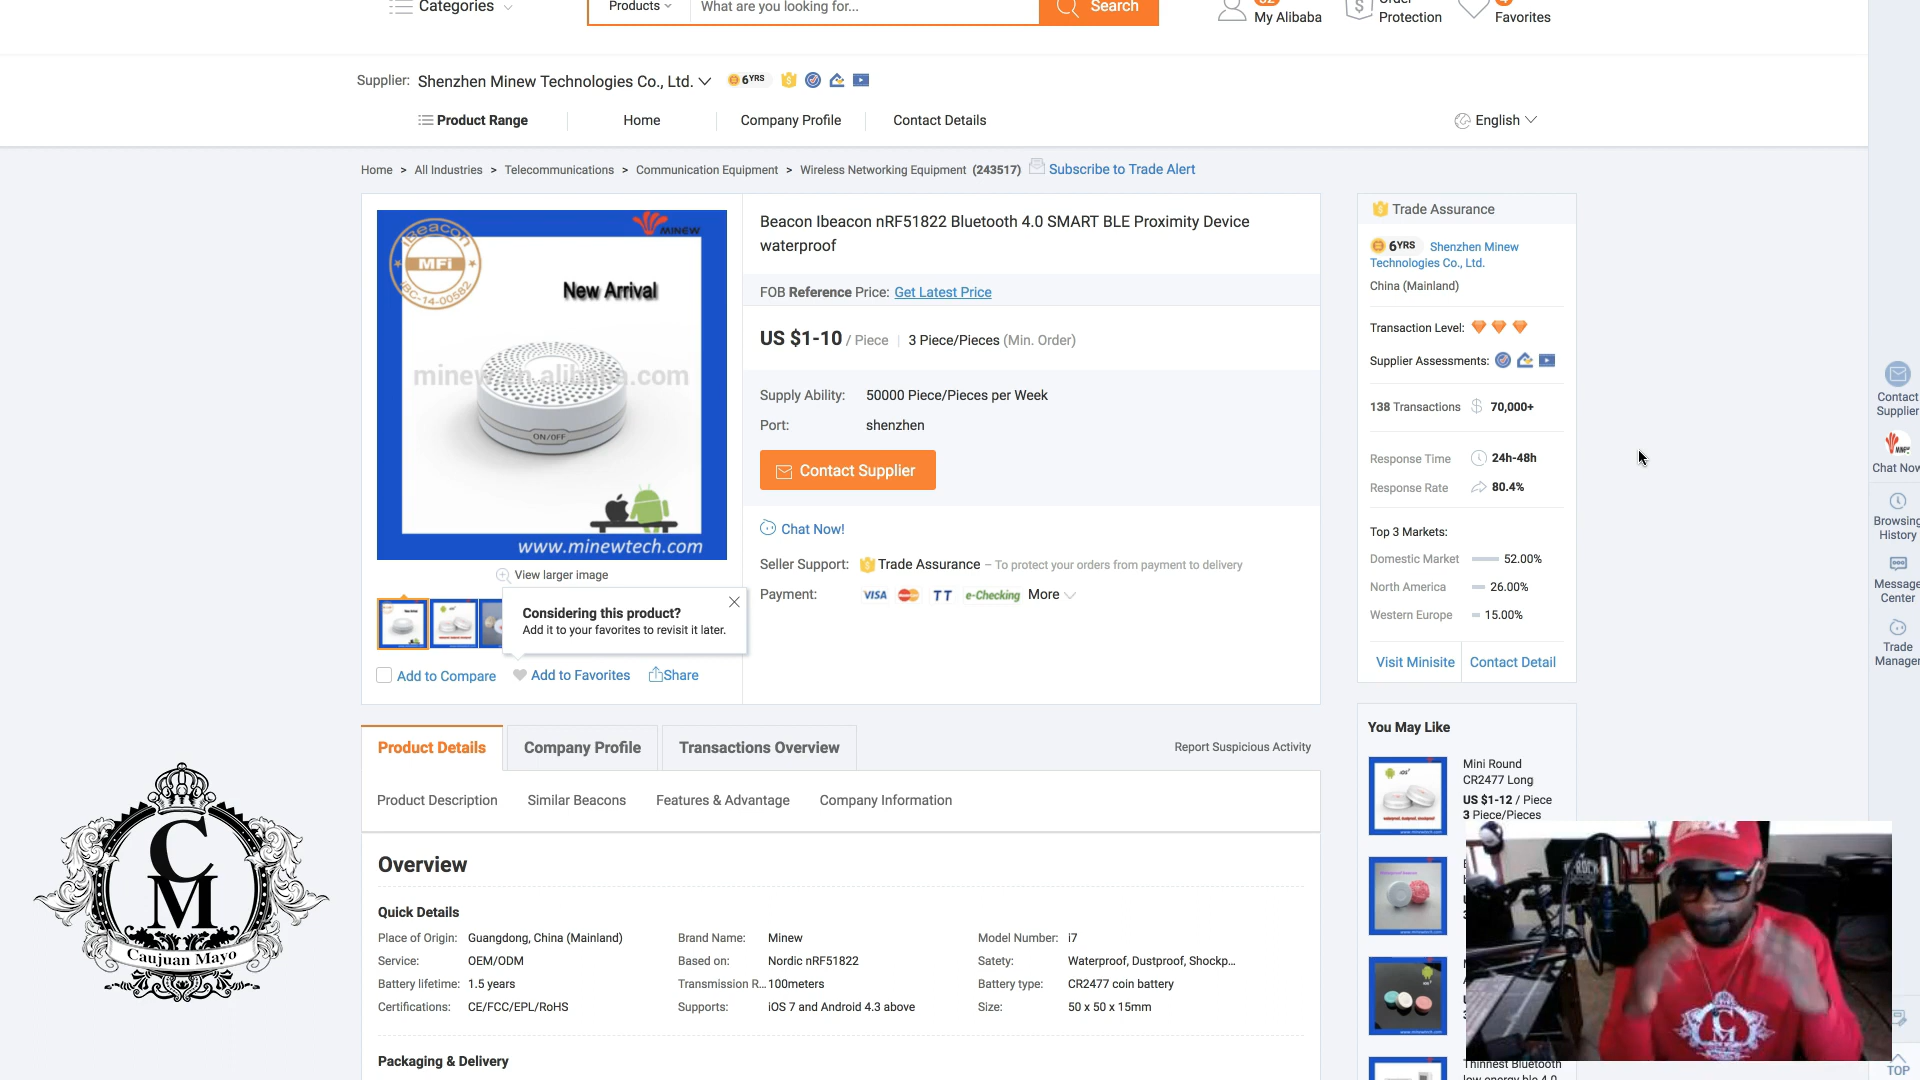 Categories
Products
What are you looking for...
Search
My Alibaba
Order
Protection
Favorites
Supplier: Shenzhen Minew Technologies Co., Ltd.
6YRS
Product Range
Home
Company Profile
Contact Details
English
Home > All Industries > Telecommunications > Communication Equipment > Wireless Networking Equipment (243517)
Subscribe to Trade Alert
iBeacon
MFi
BC-14-00582
MINEW
New Arrival
ON/OFF
www.minewtech.com
View larger image
Considering this product?
Add it to your favorites to revisit it later.
Add to Compare
Add to Favorites
Share
Beacon Ibeacon nRF51822 Bluetooth 4.0 SMART BLE Proximity Device
waterproof
FOB Reference Price: Get Latest Price
US $1-10 / Piece | 3 Piece/Pieces (Min. Order)
Supply Ability: 50000 Piece/Pieces per Week
Port: shenzhen
Contact Supplier
Chat Now!
Seller Support: Trade Assurance – To protect your orders from payment to delivery
Payment: VISA TT e-Checking More
Trade Assurance
6YRS Shenzhen Minew
Technologies Co., Ltd.
China (Mainland)
Transaction Level:
Supplier Assessments:
138 Transactions $ 70,000+
Response Time 24h-48h
Response Rate 80.4%
Top 3 Markets:
Domestic Market 52.00%
North America 26.00%
Western Europe 15.00%
Visit Minisite
Contact Detail
You May Like
Mini Round
CR2477 Long
US $1-12 / Piece
3 Piece/Pieces
Thinnest Bluetooth
low energy ble 4.0
Contact
Supplier
Chat Now
Browsing
History
Message
Center
Trade
Manager
TOP
Product Details
Company Profile
Transactions Overview
Report Suspicious Activity
Product Description
Similar Beacons
Features & Advantage
Company Information
Overview
Quick Details
Place of Origin: Guangdong, China (Mainland)
Brand Name: Minew
Model Number: i7
Service: OEM/ODM
Based on: Nordic nRF51822
Satety: Waterproof, Dustproof, Shockp...
Battery lifetime: 1.5 years
Transmission R... 100meters
Battery type: CR2477 coin battery
Certifications: CE/FCC/EPL/RoHS
Supports: iOS 7 and Android 4.3 above
Size: 50 x 50 x 15mm
Packaging & Delivery
C
M
Caujuan Mayo